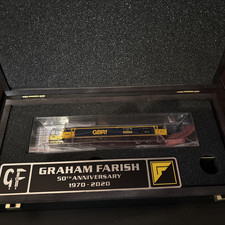 GBRf
GF
GRAHAM FARISH
50TH ANNIVERSARY
1970-2020